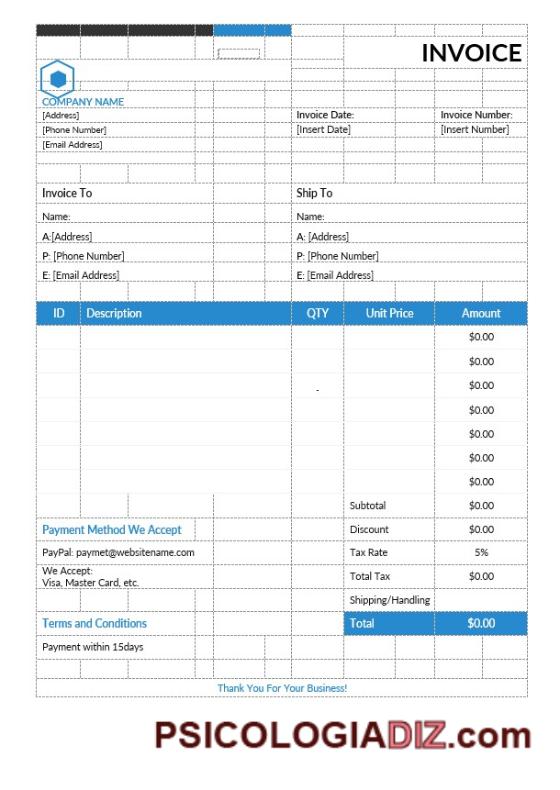 INVOICE
COMPANY NAME
[Address]
Invoice Date: Invoice Number:
[Phone Number] [Insert Date] [Insert Number]
[Email Address]
Invoice To Ship To
Name: Name:
A:[Address] A: [Address]
P: [Phone Number] P: [Phone Number]
E: [Email Address] E: [Email Address]
ID Description QTY Unit Price Amount
$0.00
$0.00
- $0.00
$0.00
$0.00
$0.00
$0.00
Subtotal $0.00
Payment Method We Accept Discount $0.00
PayPal: paymet@websitename.com Tax Rate 5%
We Accept:
Visa, Master Card, etc. Total Tax $0.00
Shipping/Handling
Terms and Conditions Total $0.00
Payment within 15days
Thank You For Your Business!
PSICOLOGIADIZ.com